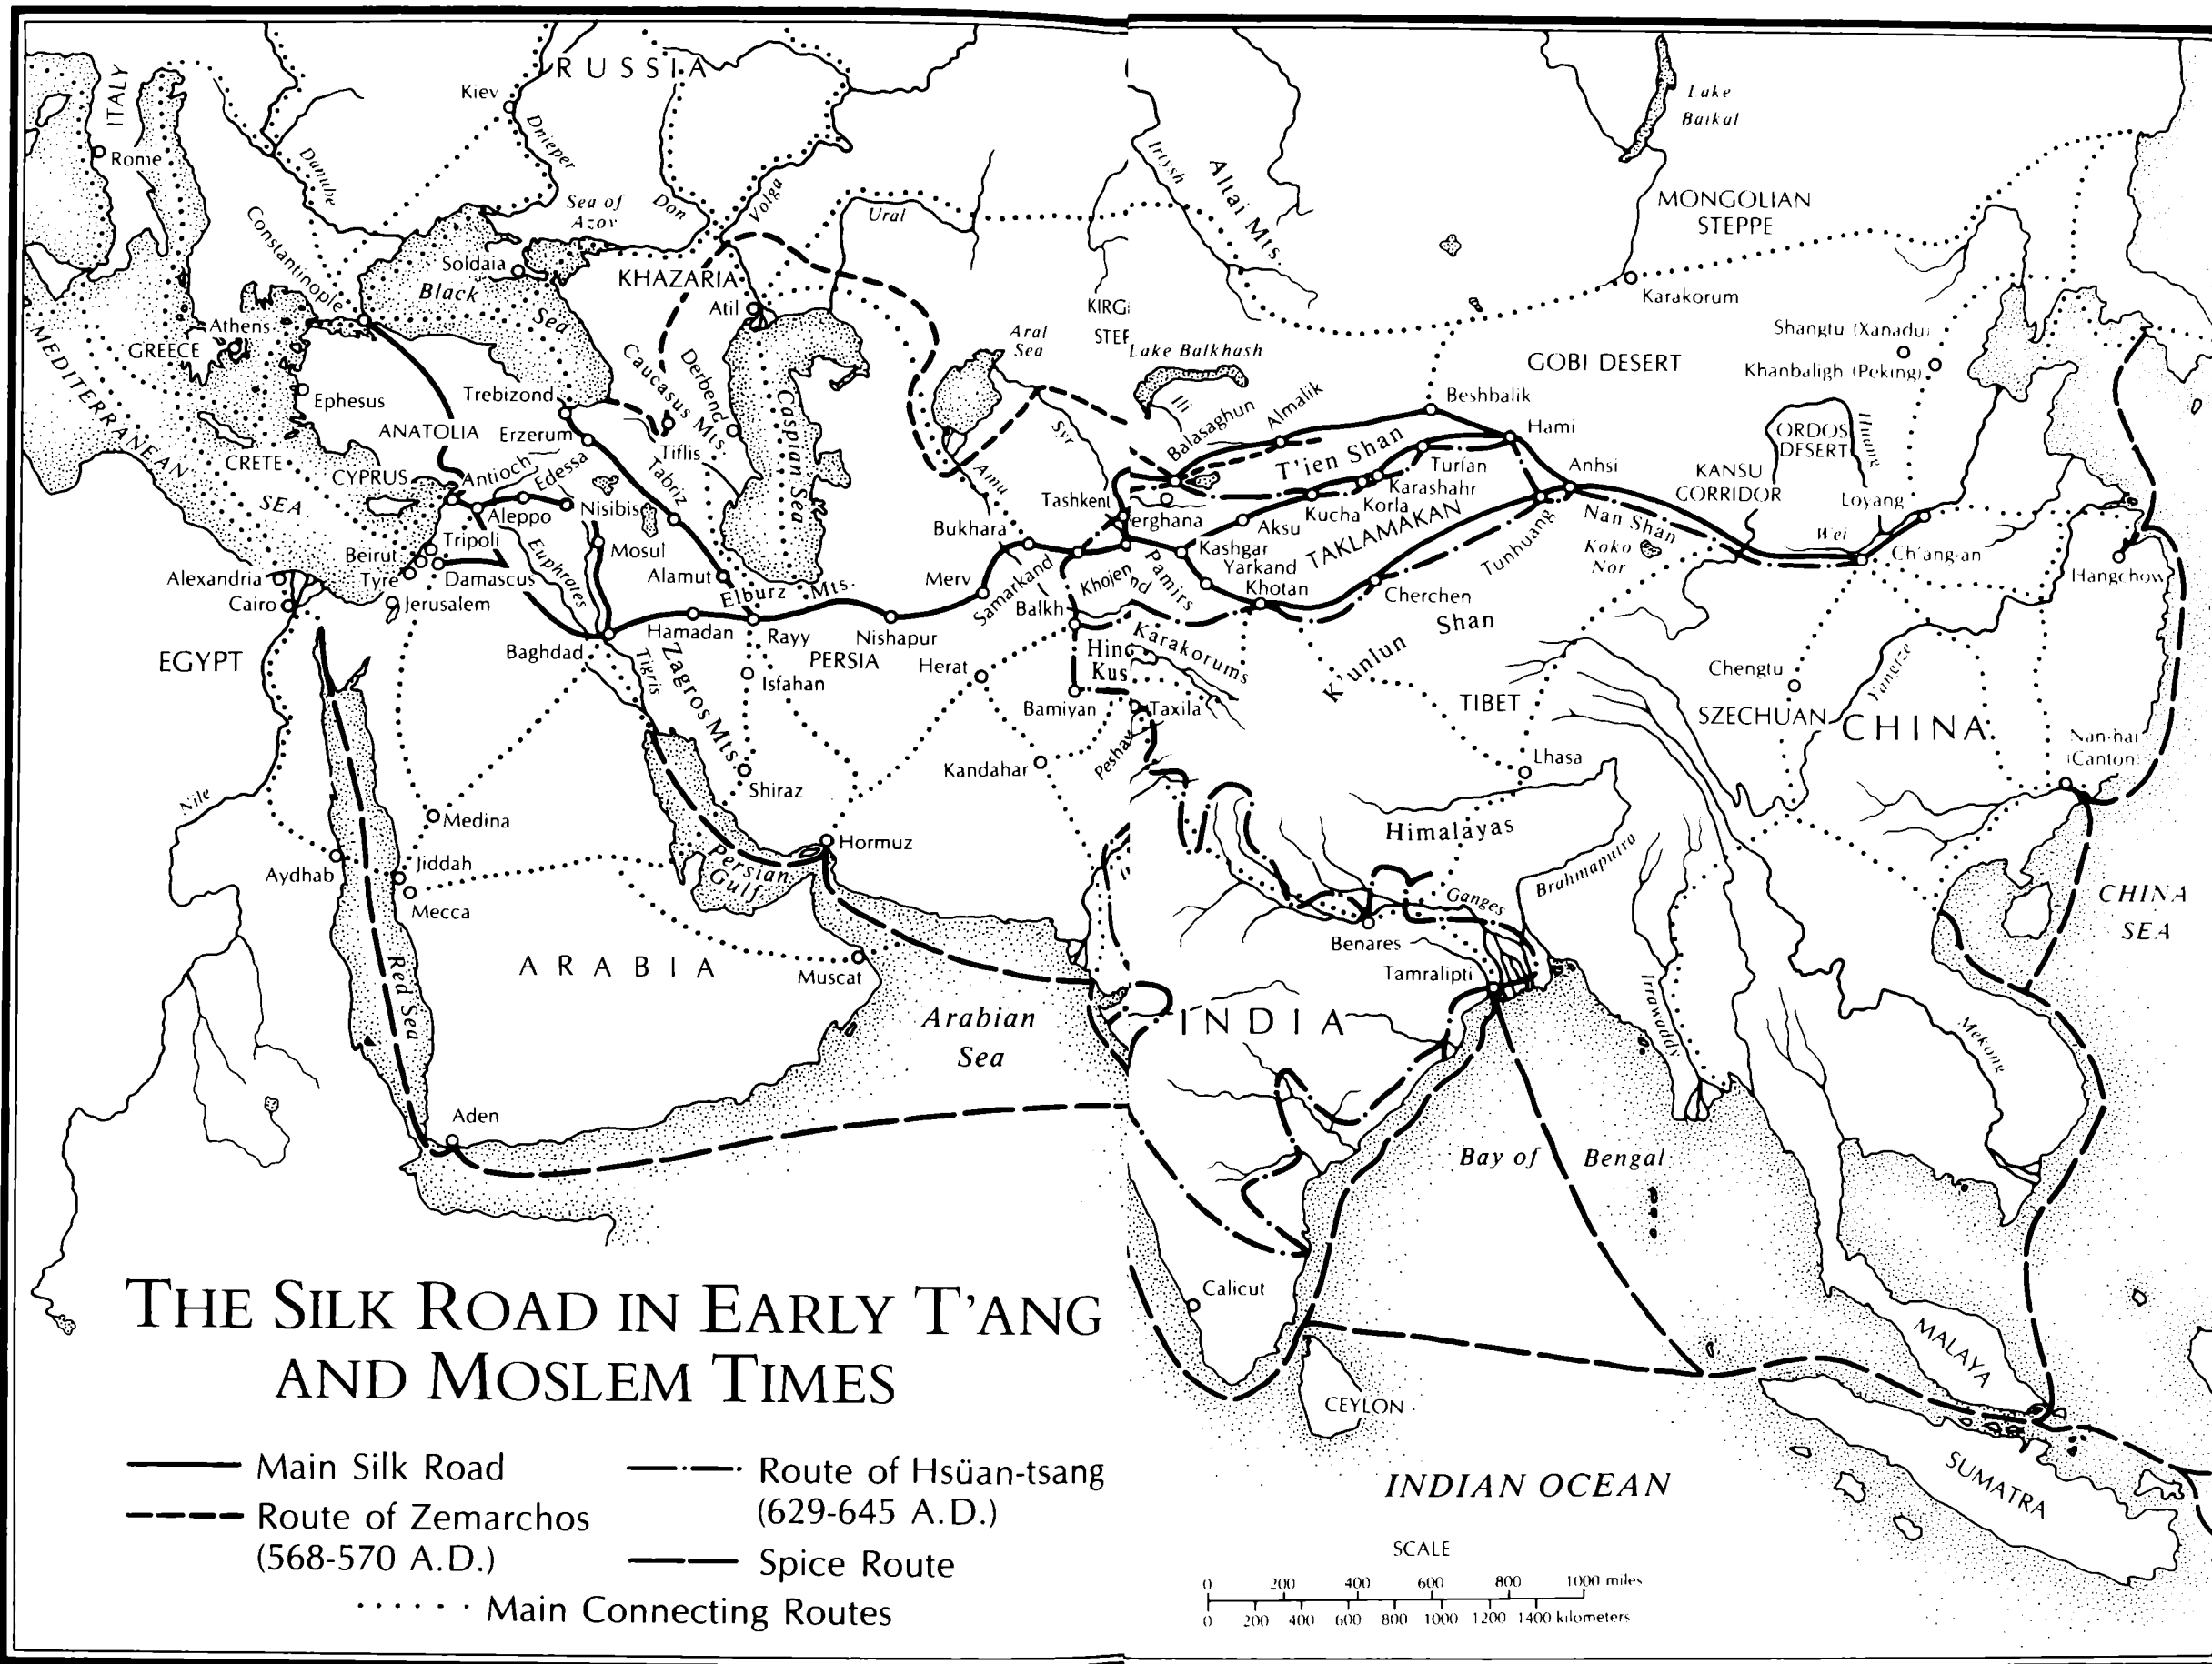 RUSSIA
ITALY
Kiev
Dnieper
Rome
Danube
Sea of
Azov
Don
Volga
Ural
Irtysh
Altai Mts.
Lake
Baikal
MONGOLIAN
STEPPE
Constantinople
Soldaia
Black
Sea
KHAZARIA
Atil
Karakorum
Athens
GREECE
MEDITERRANEAN
SEA
Aral
Sea
Lake Balkhash
Shangtu (Xanadu)
Khanbaligh (Peking)
GOBI DESERT
Ephesus
Trebizond
Caucasus Mts.
Derbend
Caspian Sea
Ili
Balasaghun
Almalik
Beshbalik
Hami
ORDOS
DESERT
Huang
ANATOLIA
Erzerum
Tiflis
Syr
T'ien Shan
Turfan
Anhsi
KANSU
CORRIDOR
Loyang
CRETE
CYPRUS
Antioch
Edessa
Tabriz
Amu
Tashkent
Karashahr
Korla
Kucha
Aksu
Nisibis
Aleppo
Tripoli
Bukhara
TAKLAMAKAN
Nan Shan
Koko
Nor
Wei
Ch'ang-an
Beirut
Tyre
Damascus
Euphrates
Mosul
Alamut
Elburz Mts.
Merv
Samarkand
Pamirs
Kashgar
Yarkand
Khotan
Tunhuang
Cherchen
Hangchow
Alexandria
Cairo
Jerusalem
Balkh
Baghdad
Hamadan
Rayy
Nishapur
Karakorums
K'unlun Shan
EGYPT
Tigris
Zagros Mts.
PERSIA
Isfahan
Herat
Bamiyan
Taxila
TIBET
Chengtu
SZECHUAN
Yangtze
CHINA
Nan-hai
(Canton)
Nile
Kandahar
Shiraz
Lhasa
Medina
Hormuz
Himalayas
Brahmaputra
Aydhab
Jiddah
Mecca
Persian
Gulf
Ganges
Benares
CHINA
SEA
ARABIA
Muscat
Tamralipti
Red Sea
Arabian
Sea
INDIA
Irrawaddy
Mekong
Aden
Bay of Bengal
Calicut
CEYLON
MALAYA
SUMATRA
INDIAN OCEAN
THE SILK ROAD IN EARLY T'ANG
AND MOSLEM TIMES
Main Silk Road
Route of Zemarchos
(568-570 A.D.)
Route of Hsüan-tsang
(629-645 A.D.)
Spice Route
Main Connecting Routes
SCALE
0 200 400 600 800 1000 miles
0 200 400 600 800 1000 1200 1400 kilometers